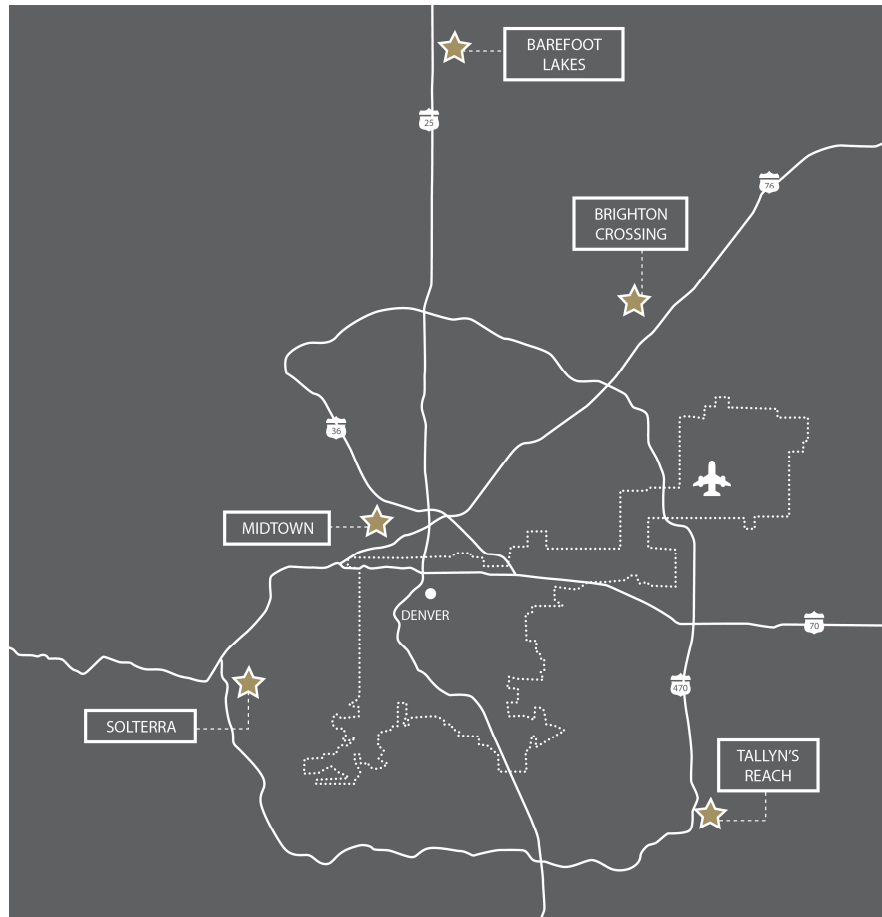 BAREFOOT
LAKES
25
76
BRIGHTON
CROSSING
36
MIDTOWN
DENVER
70
470
SOLTERRA
TALLYN'S
REACH